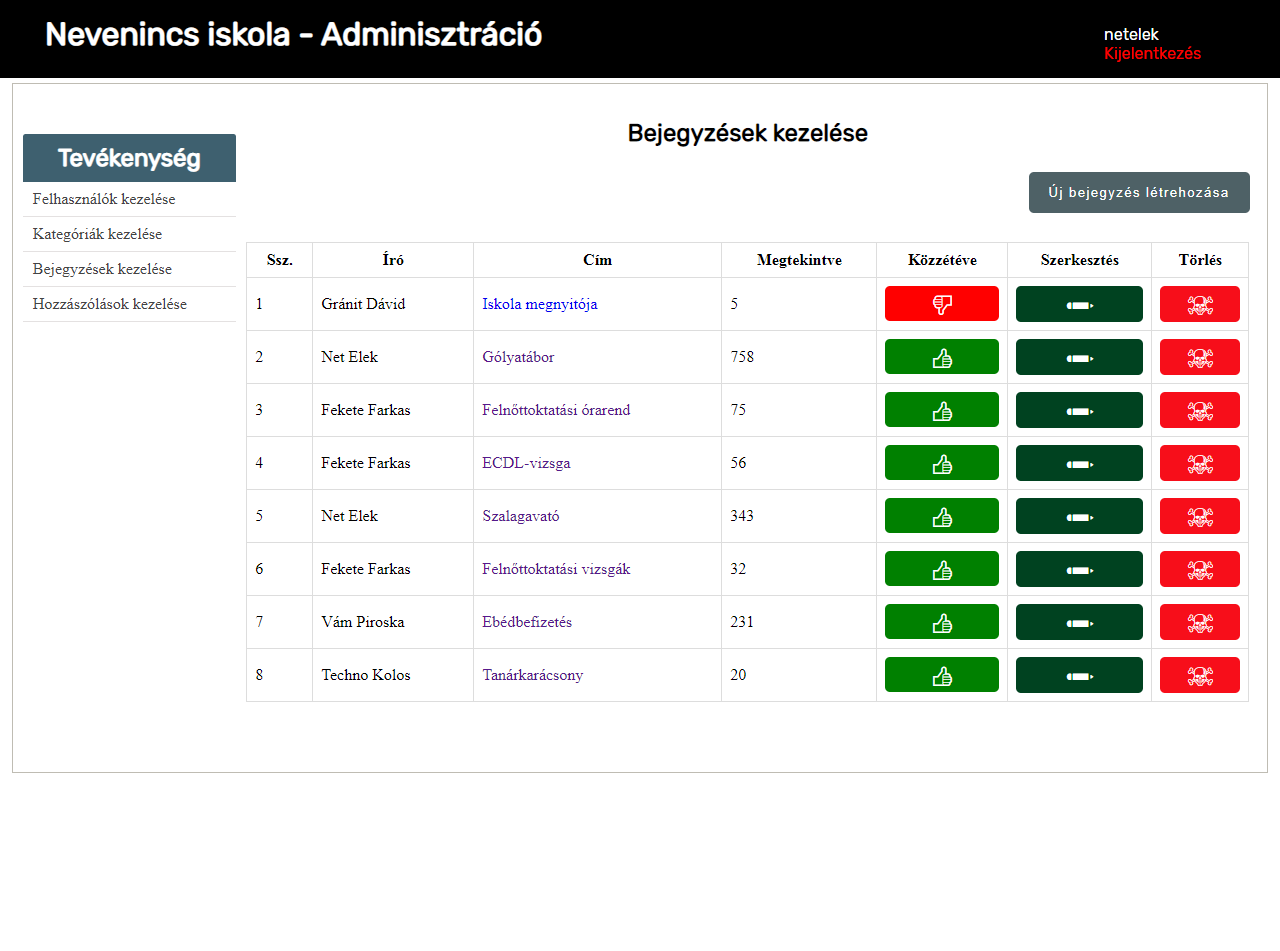 Nevenincs iskola - Adminisztráció
netelek
Kijelentkezés
Tevékenység
Felhasználók kezelése
Kategóriák kezelése
Bejegyzések kezelése
Hozzászólások kezelése
Bejegyzések kezelése
Új bejegyzés létrehozása
Ssz. Író Cím Megtekintve Közzétéve Szerkesztés Törlés
1 Gránit Dávid Iskola megnyitója 5
2 Net Elek Gólyatábor 758
3 Fekete Farkas Felnőttoktatási órarend 75
4 Fekete Farkas ECDL-vizsga 56
5 Net Elek Szalagavató 343
6 Fekete Farkas Felnőttoktatási vizsgák 32
7 Vám Piroska Ebédbefizetés 231
8 Techno Kolos Tanárkarácsony 20